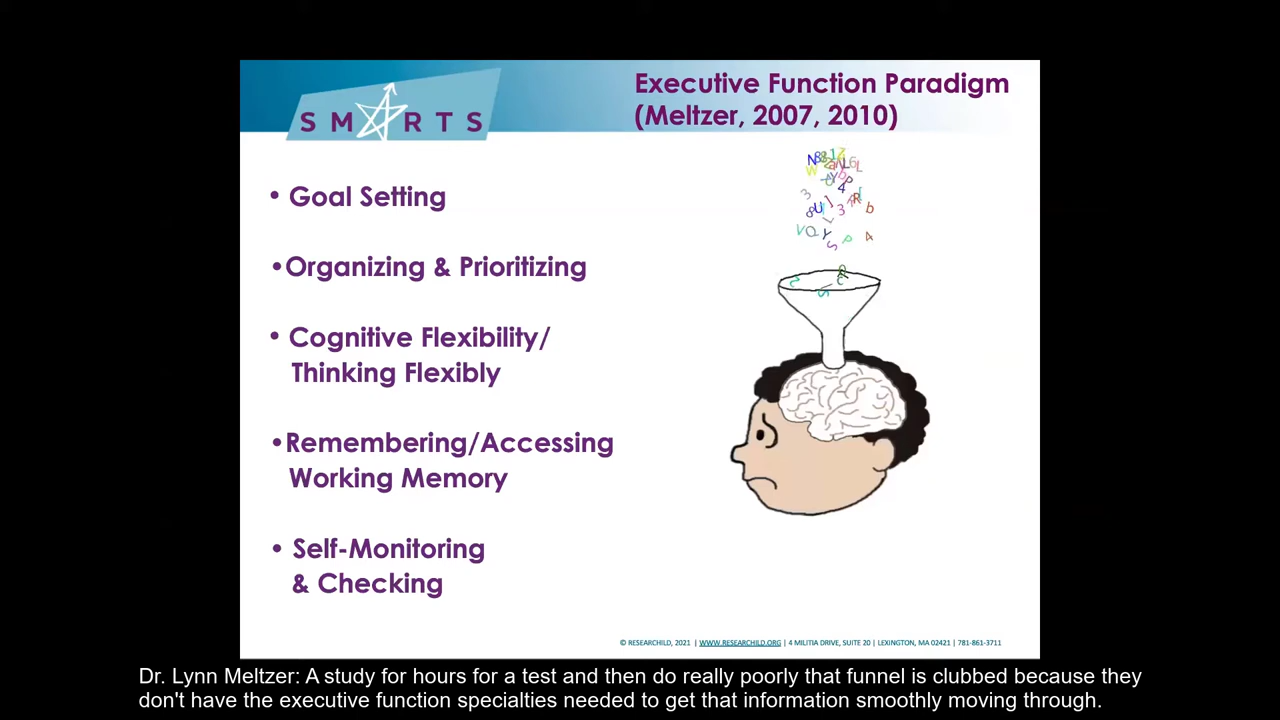 SMARTS
Executive Function Paradigm
(Meltzer, 2007, 2010)
• Goal Setting
•Organizing & Prioritizing
• Cognitive Flexibility/
Thinking Flexibly
•Remembering/Accessing
Working Memory
• Self-Monitoring
& Checking
© RESEARCHILD, 2021 | WWW.RESEARCHILD.ORG | 4 MILITIA DRIVE, SUITE 20 | LEXINGTON, MA 02421 | 781-861-3711
Dr. Lynn Meltzer: A study for hours for a test and then do really poorly that funnel is clubbed because they
don't have the executive function specialties needed to get that information smoothly moving through.